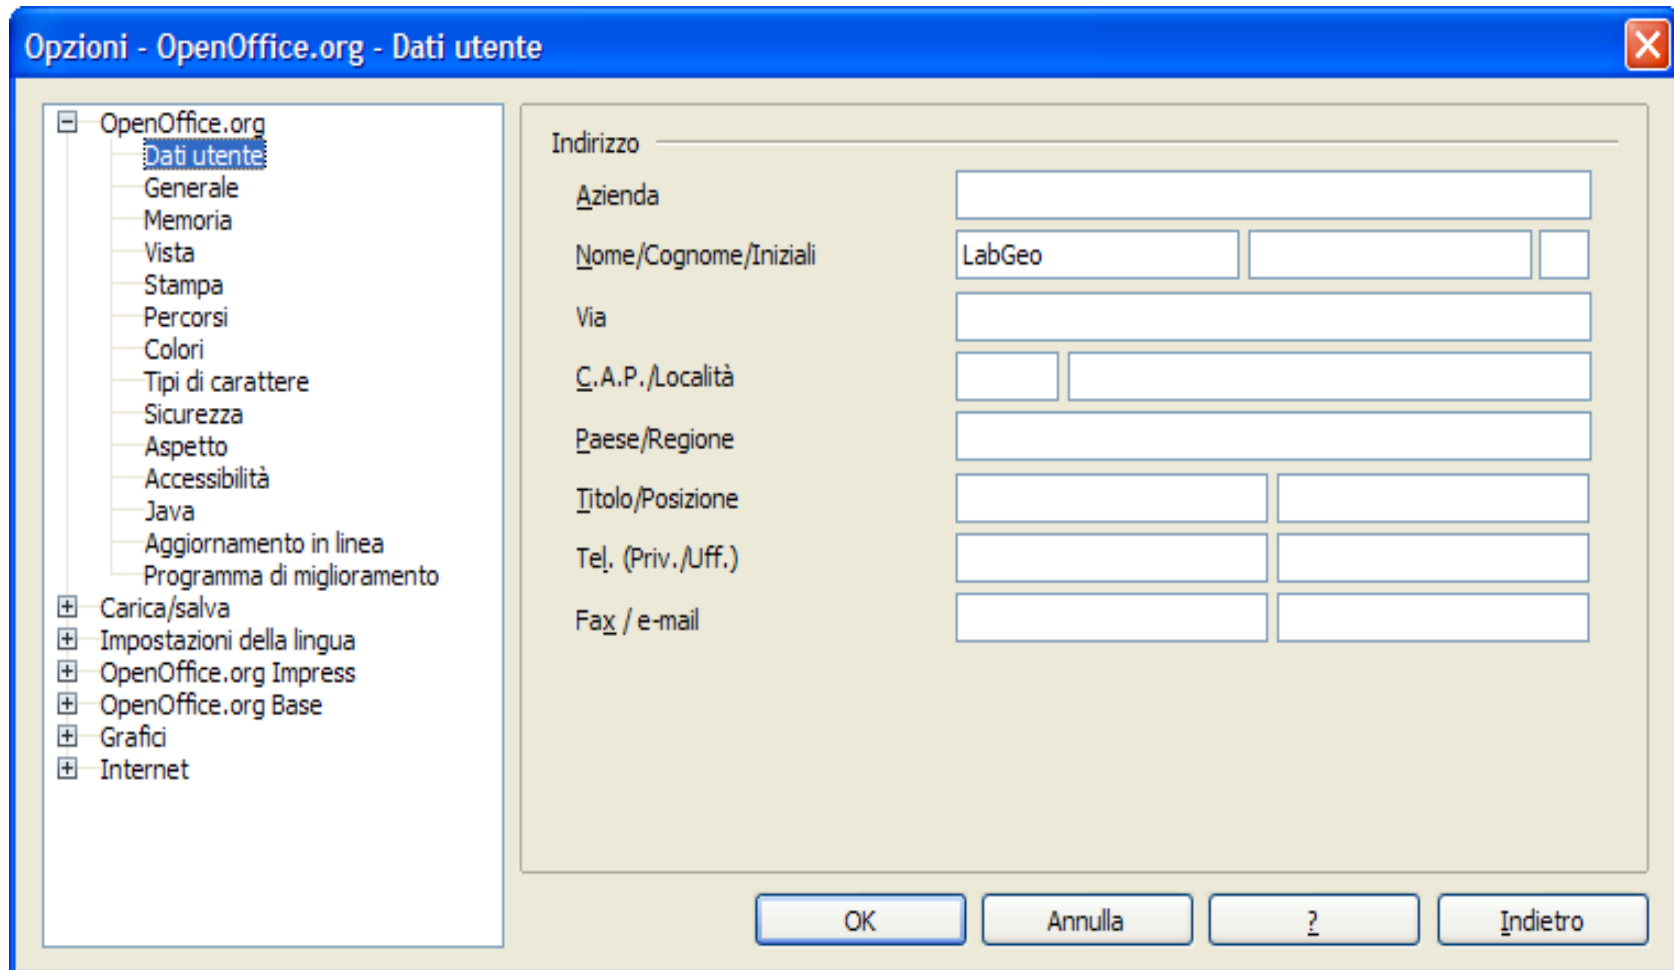 Opzioni - OpenOffice.org - Dati utente
OpenOffice.org
Dati utente
Generale
Memoria
Vista
Stampa
Percorsi
Colori
Tipi di carattere
Sicurezza
Aspetto
Accessibilità
Java
Aggiornamento in linea
Programma di miglioramento
Carica/salva
Impostazioni della lingua
OpenOffice.org Impress
OpenOffice.org Base
Grafici
Internet
Indirizzo
Azienda
Nome/Cognome/Iniziali LabGeo
Via
C.A.P./Località
Paese/Regione
Titolo/Posizione
Tel. (Priv./Uff.)
Fax / e-mail
OK Annulla ? Indietro